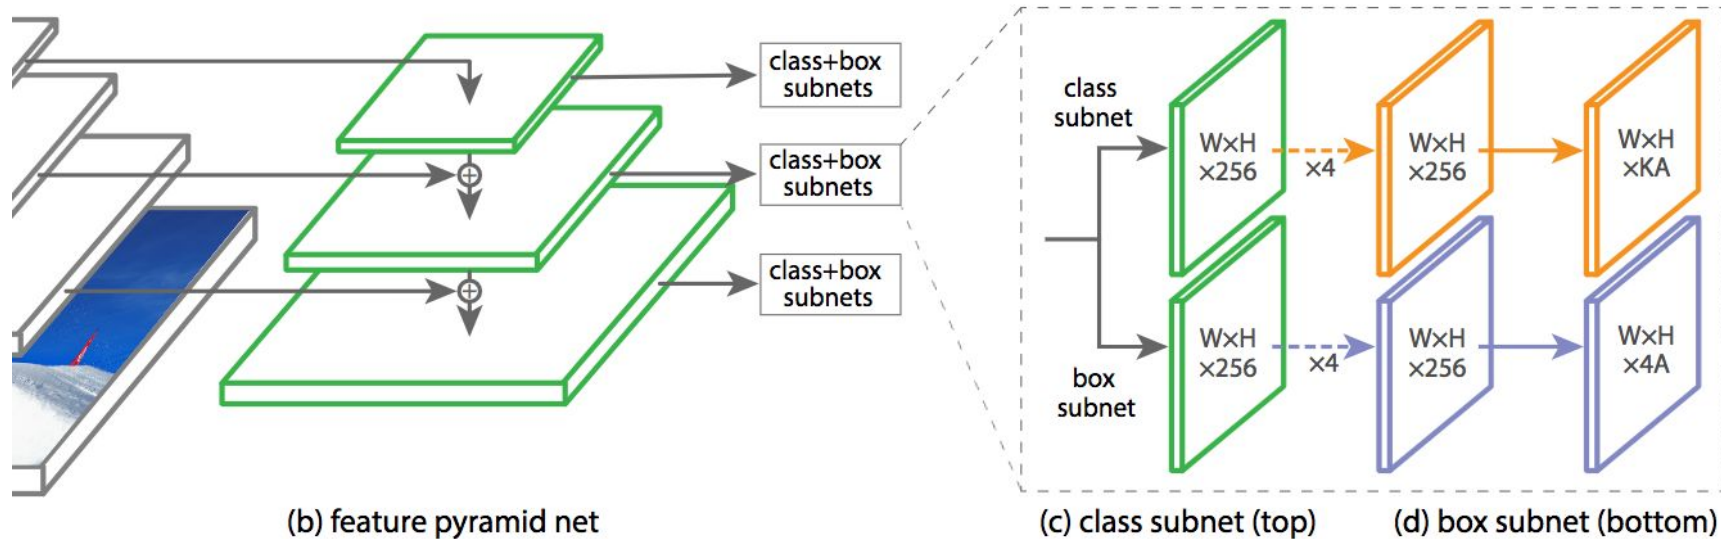 class+box
subnets
class+box
subnets
class+box
subnets
(b) feature pyramid net
class
subnet
W×H
×256
×4
W×H
×256
W×H
×KA
box
subnet
W×H
×256
×4
W×H
×256
W×H
×4A
(c) class subnet (top)
(d) box subnet (bottom)